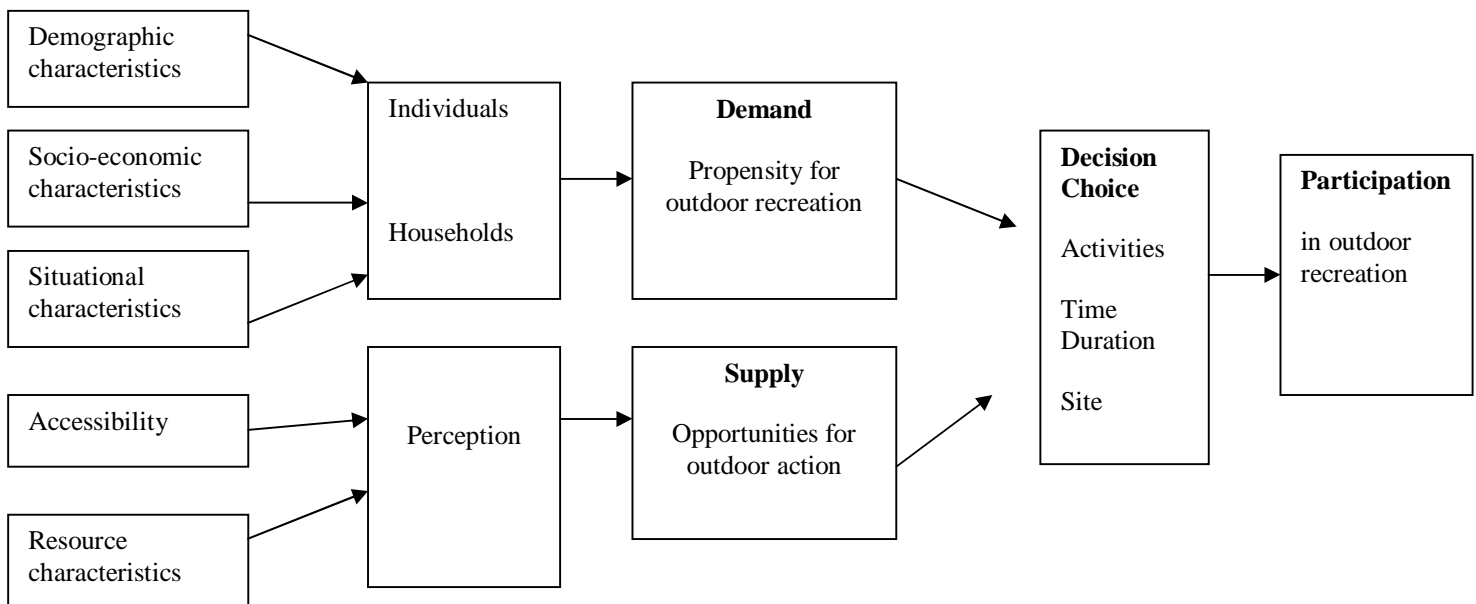 Demographic
characteristics
Socio-economic
characteristics
Situational
characteristics
Accessibility
Resource
characteristics
Individuals
Households
Perception
Demand
Propensity for
outdoor recreation
Supply
Opportunities for
outdoor action
Decision
Choice
Activities
Time
Duration
Site
Participation
in outdoor
recreation